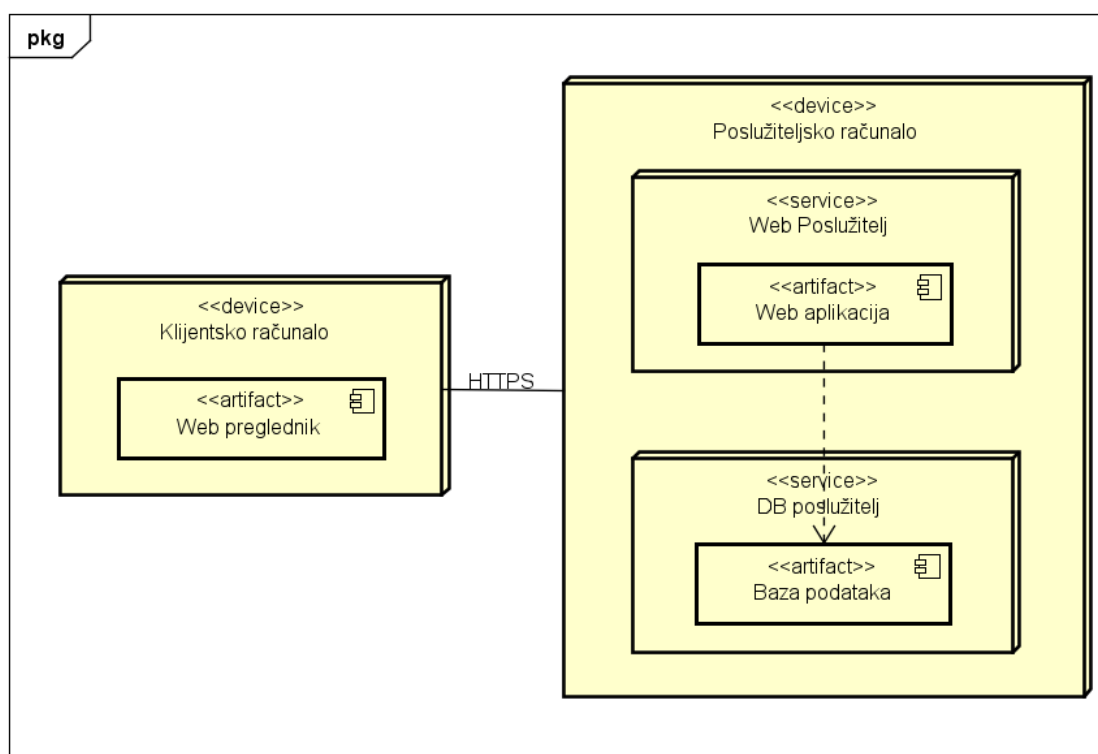 pkg
<<device>>
Klijentsko računalo
<<artifact>>
Web preglednik
HTTPS
<<device>>
Poslužiteljsko računalo
<<service>>
Web Poslužitelj
<<artifact>>
Web aplikacija
<<service>>
DB poslužitelj
<<artifact>>
Baza podataka